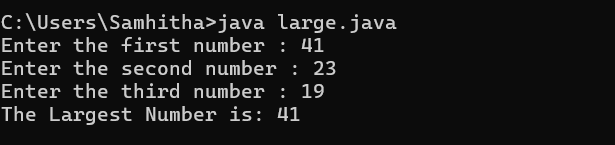 C:\Users\Samhitha>java large.java
Enter the first number : 41
Enter the second number : 23
Enter the third number : 19
The Largest Number is: 41